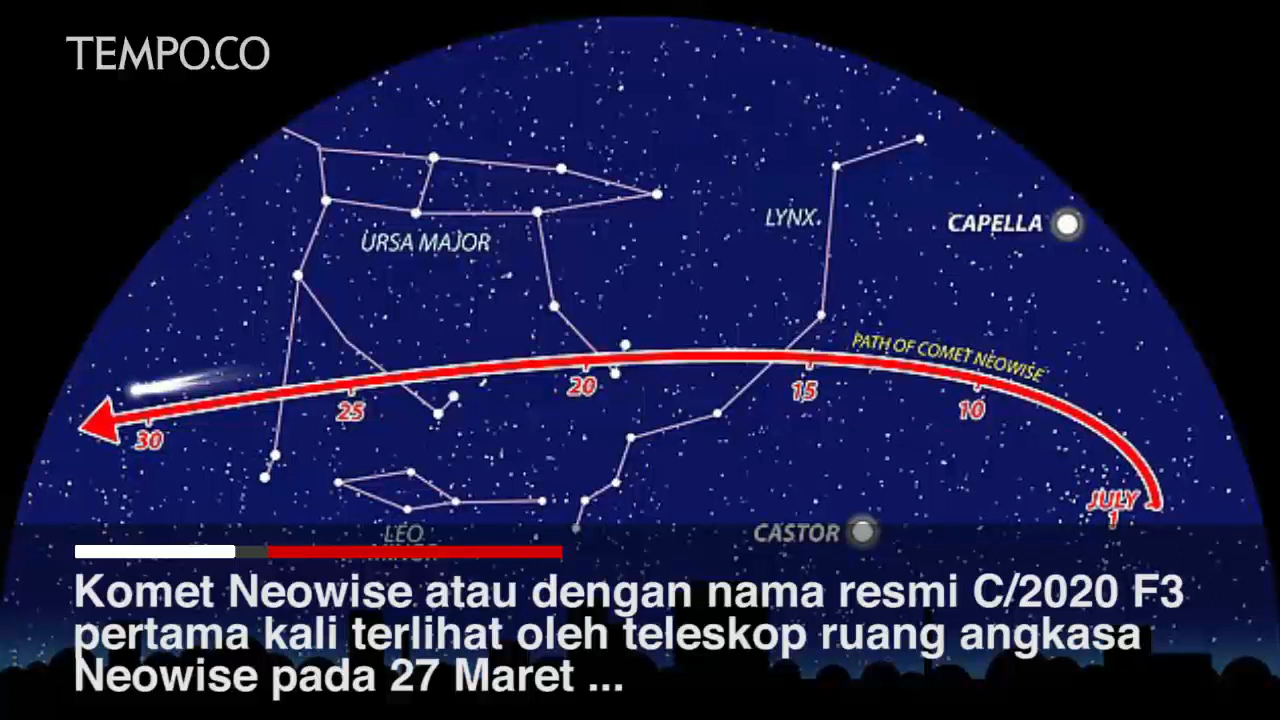 TEMPO.CO
URSA MAJOR
LYNX
CAPELLA
PATH OF COMET NEOWISE
30
25
20
15
10
JULY
1
LEO
CASTOR
Komet Neowise atau dengan nama resmi C/2020 F3
pertama kali terlihat oleh teleskop ruang angkasa
Neowise pada 27 Maret ...